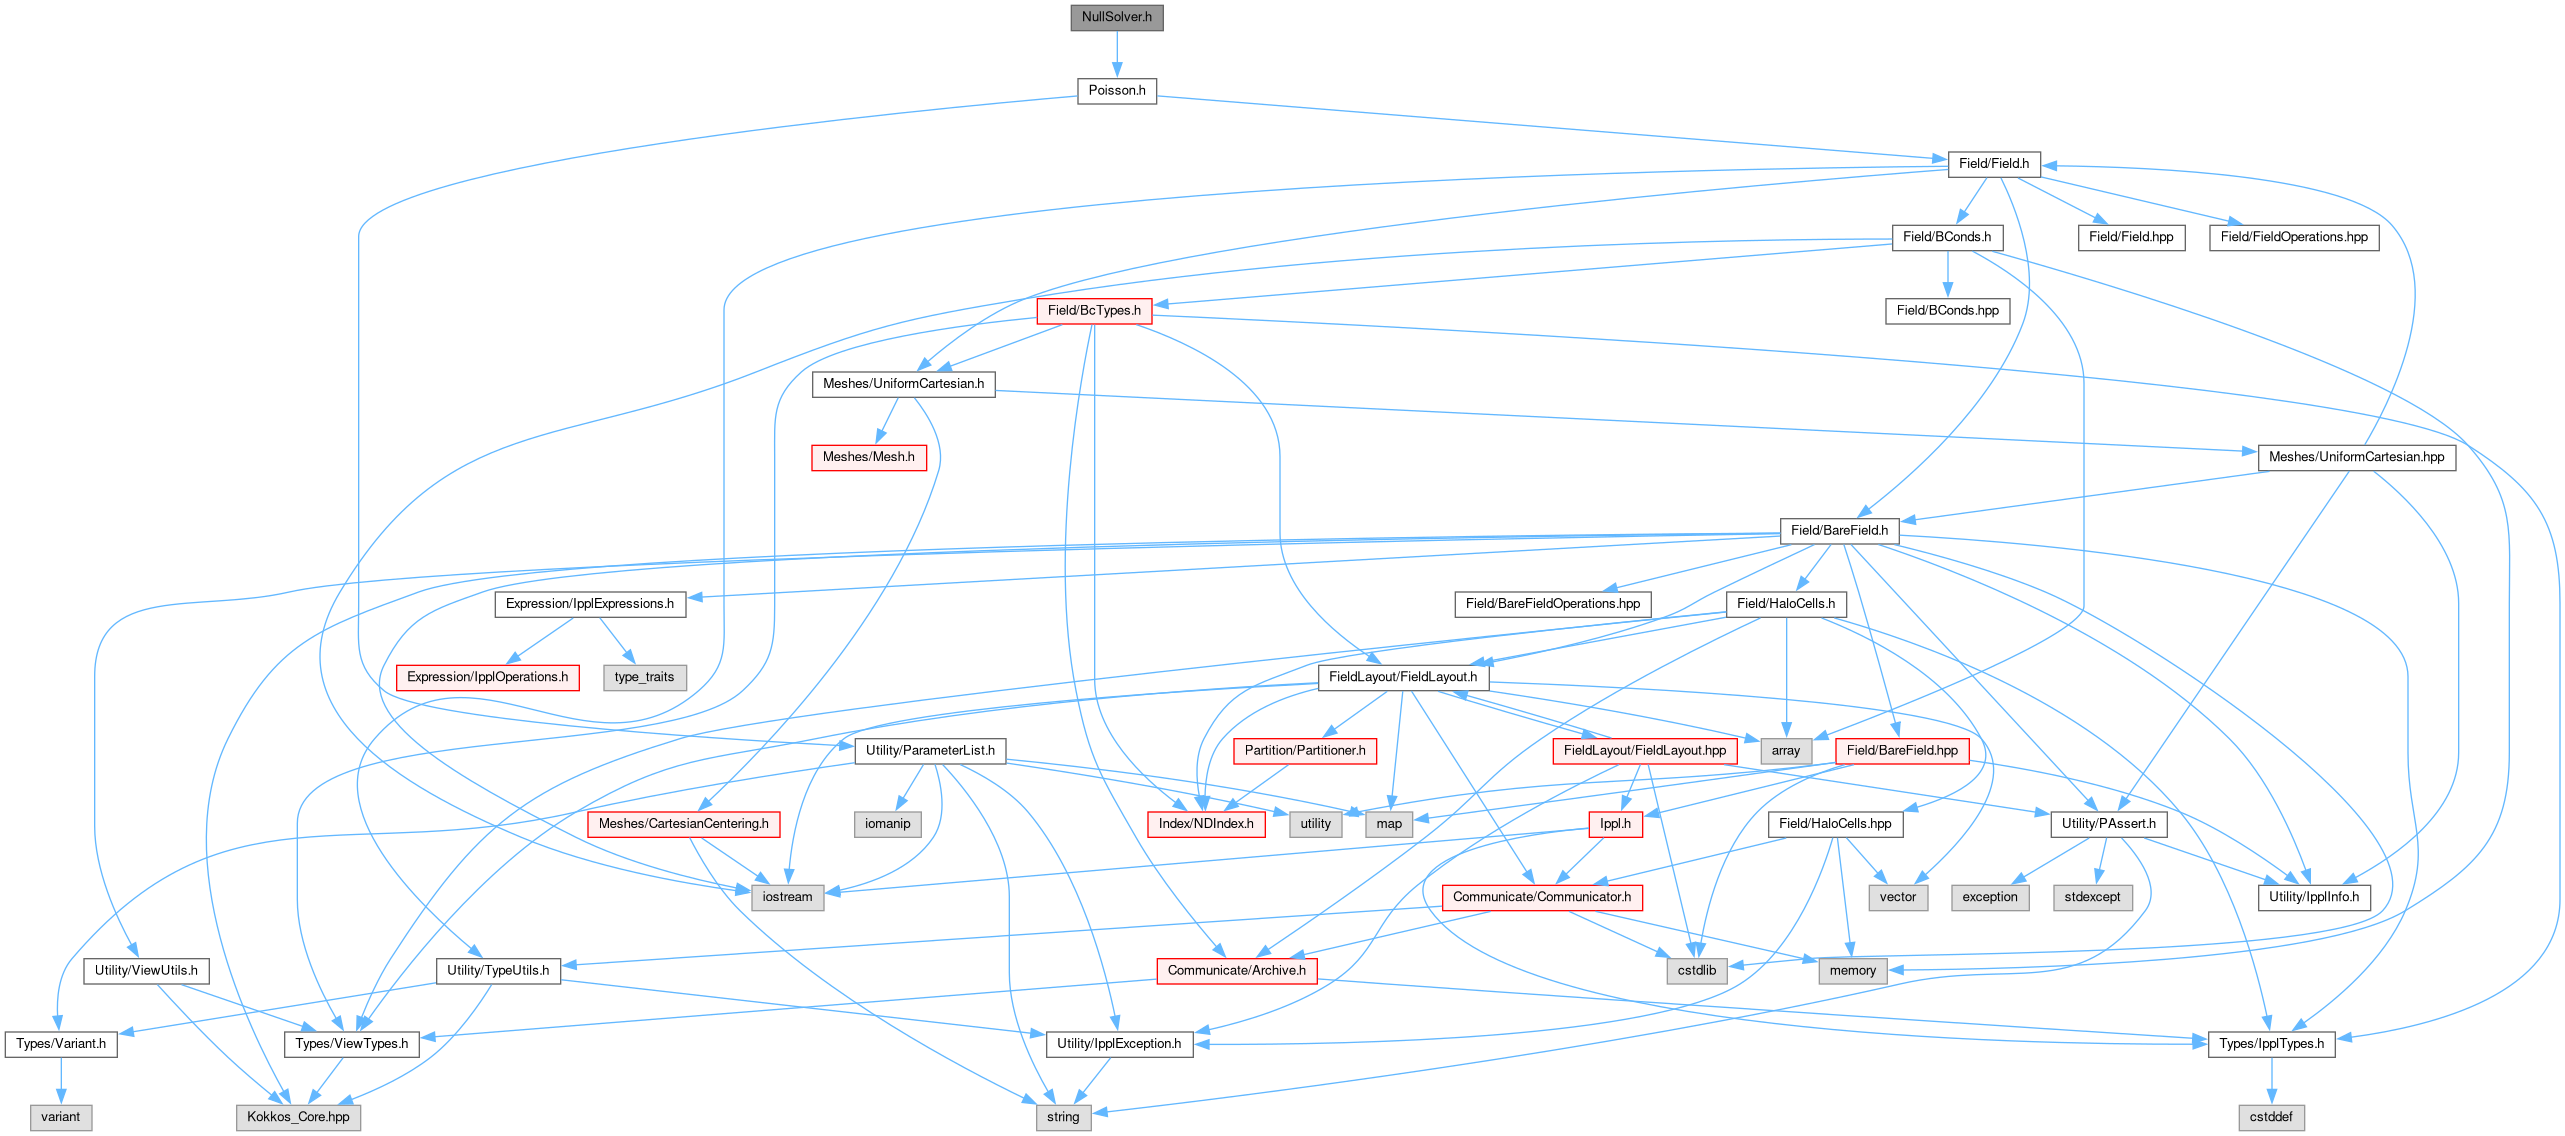 NullSolver.h
Poisson.h
Field/Field.h
Field/BConds.h
Field/Field.hpp
Field/FieldOperations.hpp
Field/BcTypes.h
Field/BConds.hpp
Meshes/UniformCartesian.h
Meshes/Mesh.h
Meshes/UniformCartesian.hpp
Field/BareField.h
Expression/IpplExpressions.h
Field/BareFieldOperations.hpp
Field/HaloCells.h
Expression/IpplOperations.h
type_traits
FieldLayout/FieldLayout.h
Utility/ParameterList.h
Partition/Partitioner.h
FieldLayout/FieldLayout.hpp
array
Field/BareField.hpp
Meshes/CartesianCentering.h
iomanip
Index/NDIndex.h
utility
map
Ippl.h
Field/HaloCells.hpp
Utility/PAssert.h
iostream
Communicate/Communicator.h
vector
exception
stdexcept
Utility/IpplInfo.h
Utility/ViewUtils.h
Utility/TypeUtils.h
Communicate/Archive.h
cstdlib
memory
Types/Variant.h
Types/ViewTypes.h
Utility/IpplException.h
Types/IpplTypes.h
variant
Kokkos_Core.hpp
string
cstddef